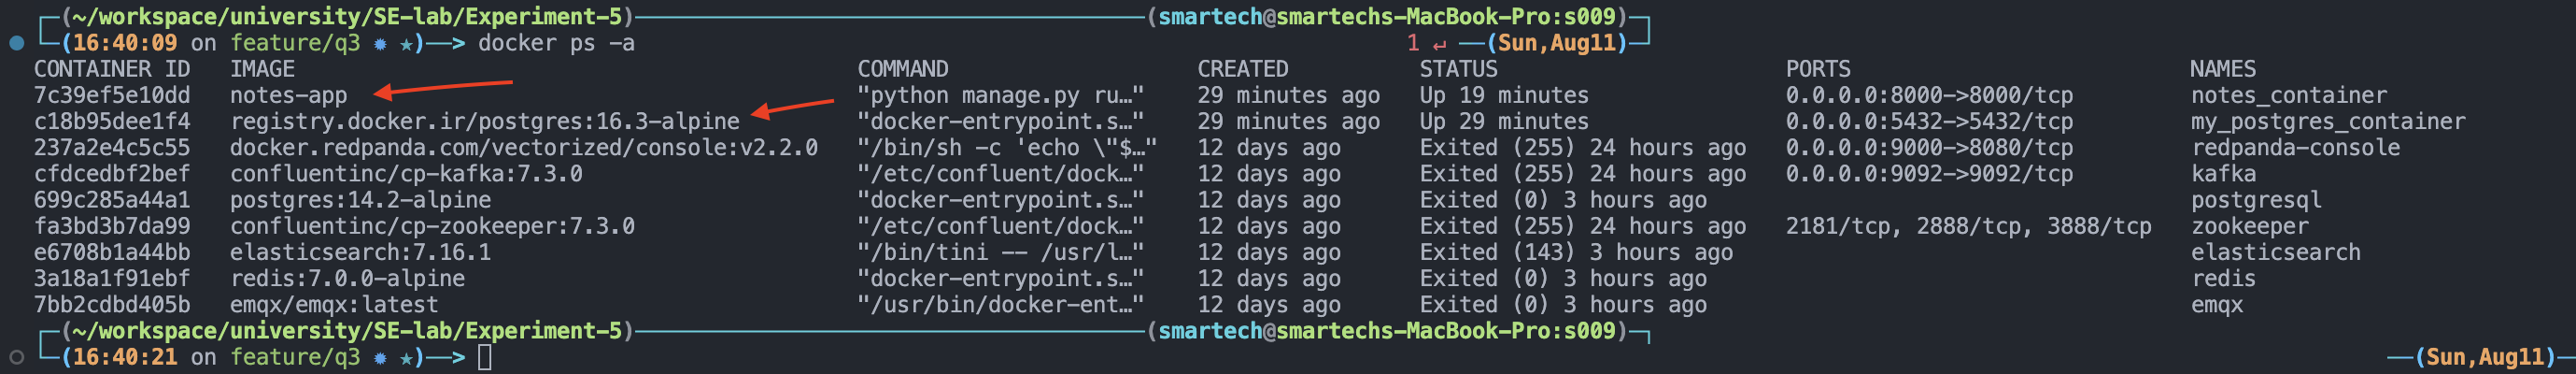 (~/workspace/university/SE-lab/Experiment-5) (smartech@smartechs-MacBook-Pro:s009)
(16:40:09 on feature/q3 ✹ ★)——> docker ps -a 1 ↵ (Sun,Aug11)
CONTAINER ID IMAGE COMMAND CREATED STATUS PORTS NAMES
7c39ef5e10dd notes-app "python manage.py ru…" 29 minutes ago Up 19 minutes 0.0.0.0:8000->8000/tcp notes_container
c18b95dee1f4 registry.docker.ir/postgres:16.3-alpine "docker-entrypoint.s…" 29 minutes ago Up 29 minutes 0.0.0.0:5432->5432/tcp my_postgres_container
237a2e4c5c55 docker.redpanda.com/vectorized/console:v2.2.0 "/bin/sh -c 'echo \"$…" 12 days ago Exited (255) 24 hours ago 0.0.0.0:9000->8080/tcp redpanda-console
cfdcedbf2bef confluentinc/cp-kafka:7.3.0 "/etc/confluent/dock…" 12 days ago Exited (255) 24 hours ago 0.0.0.0:9092->9092/tcp kafka
699c285a44a1 postgres:14.2-alpine "docker-entrypoint.s…" 12 days ago Exited (0) 3 hours ago postgresql
fa3bd3b7da99 confluentinc/cp-zookeeper:7.3.0 "/etc/confluent/dock…" 12 days ago Exited (255) 24 hours ago 2181/tcp, 2888/tcp, 3888/tcp zookeeper
e6708b1a44bb elasticsearch:7.16.1 "/bin/tini -- /usr/l…" 12 days ago Exited (143) 3 hours ago elasticsearch
3a18a1f91ebf redis:7.0.0-alpine "docker-entrypoint.s…" 12 days ago Exited (0) 3 hours ago redis
7bb2cdbd405b emqx/emqx:latest "/usr/bin/docker-ent…" 12 days ago Exited (0) 3 hours ago emqx
(~/workspace/university/SE-lab/Experiment-5) (smartech@smartechs-MacBook-Pro:s009)
(16:40:21 on feature/q3 ✹ ★)——> (Sun,Aug11)